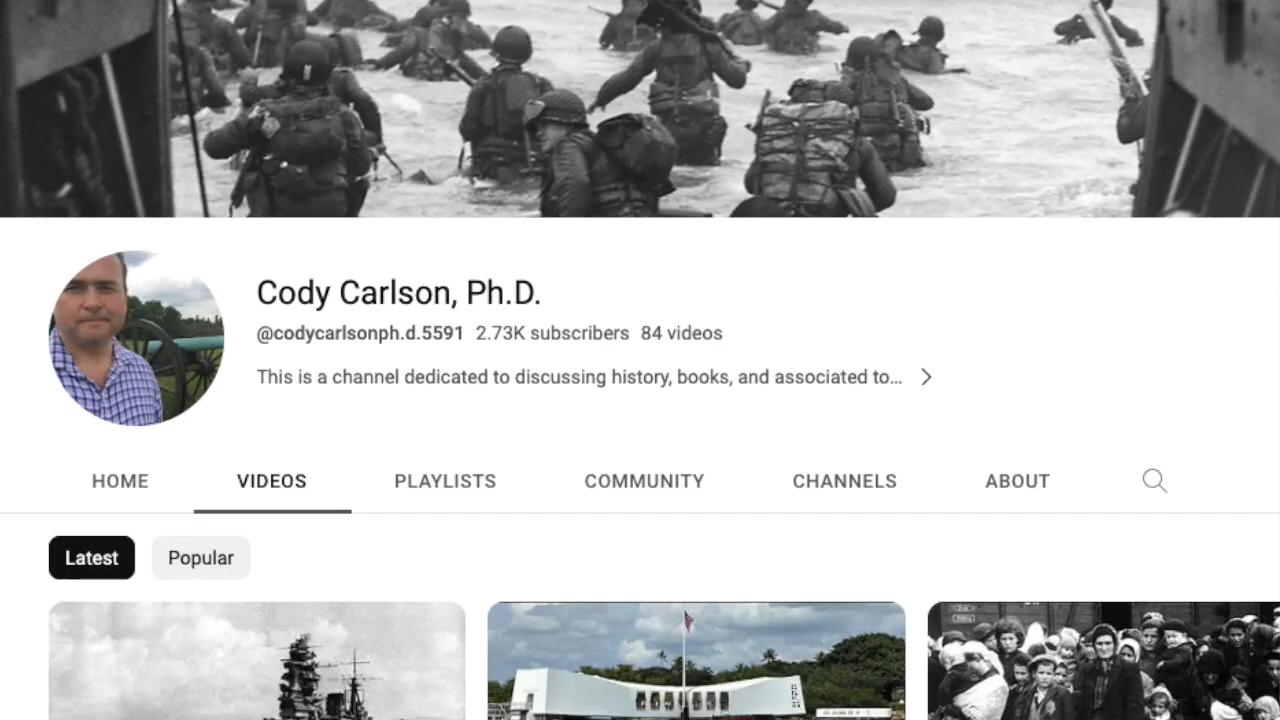 Cody Carlson, Ph.D.
@codycarlsonph.d.5591 2.73K subscribers 84 videos
This is a channel dedicated to discussing history, books, and associated to...
HOME VIDEOS PLAYLISTS COMMUNITY CHANNELS ABOUT
Latest Popular